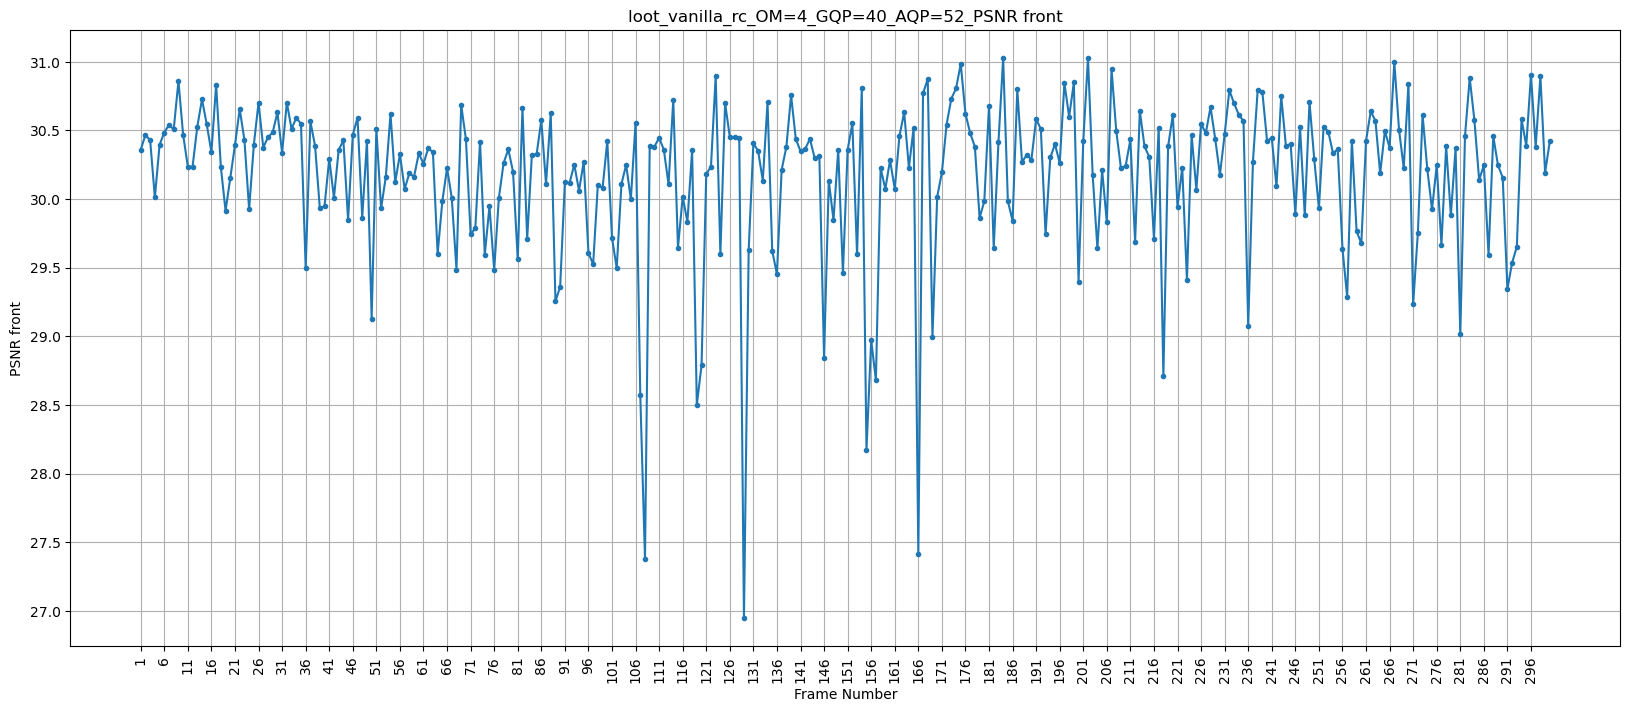 loot_vanilla_rc_OM=4_GQP=40_AQP=52_PSNR front
PSNR front
31.0
30.5
30.0
29.5
29.0
28.5
28.0
27.5
27.0
1 6 11 16 21 26 31 36 41 46 51 56 61 66 71 76 81 86 91 96 101 106 111 116 121 126 131 136 141 146 151 156 161 166 171 176 181 186 191 196 201 206 211 216 221 226 231 236 241 246 251 256 261 266 271 276 281 286 291 296
Frame Number